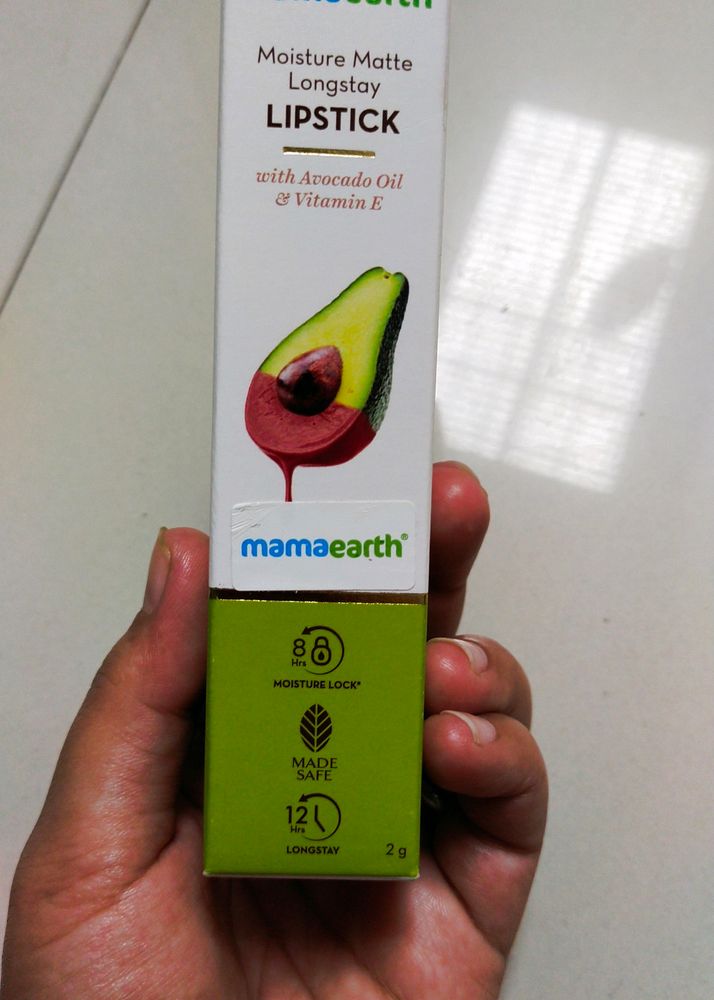 mamaearth
Moisture Matte
Longstay
LIPSTICK
with Avocado Oil
& Vitamin E
mamaearth®
8
Hrs
MOISTURE LOCK*
MADE
SAFE
12
Hrs
LONGSTAY
2 g